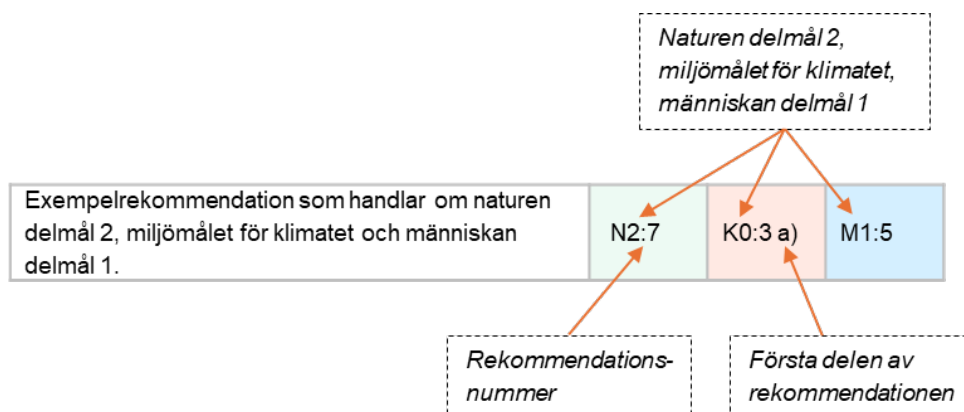 Naturen delmål 2,
miljömålet för klimatet,
människan delmål 1
Exempelrekommendation som handlar om naturen
delmål 2, miljömålet för klimatet och människan
delmål 1.
N2:7
K0:3 a)
M1:5
Rekommendations-
nummer
Första delen av
rekommendationen